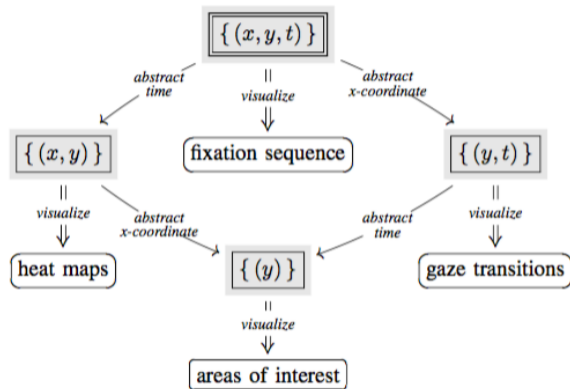 { (x, y, t) }
abstract
time
visualize
abstract
x-coordinate
{ (x, y) }
fixation sequence
{ (y, t) }
visualize
abstract
x-coordinate
abstract
time
visualize
heat maps
{ (y) }
gaze transitions
visualize
areas of interest